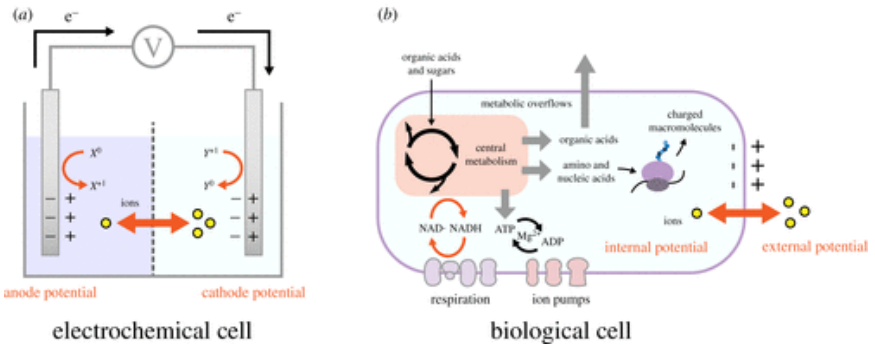 (a)
e⁻
e⁻
V
X⁰
X⁺¹
Y⁺¹
Y⁰
ions
anode potential
cathode potential
electrochemical cell
(b)
organic acids
and sugars
metabolic overflows
central
metabolism
organic acids
amino and
nucleic acids
charged
macromolecules
NAD· NADH
ATP
Mg²⁺
ADP
ions
internal potential
external potential
respiration
ion pumps
biological cell